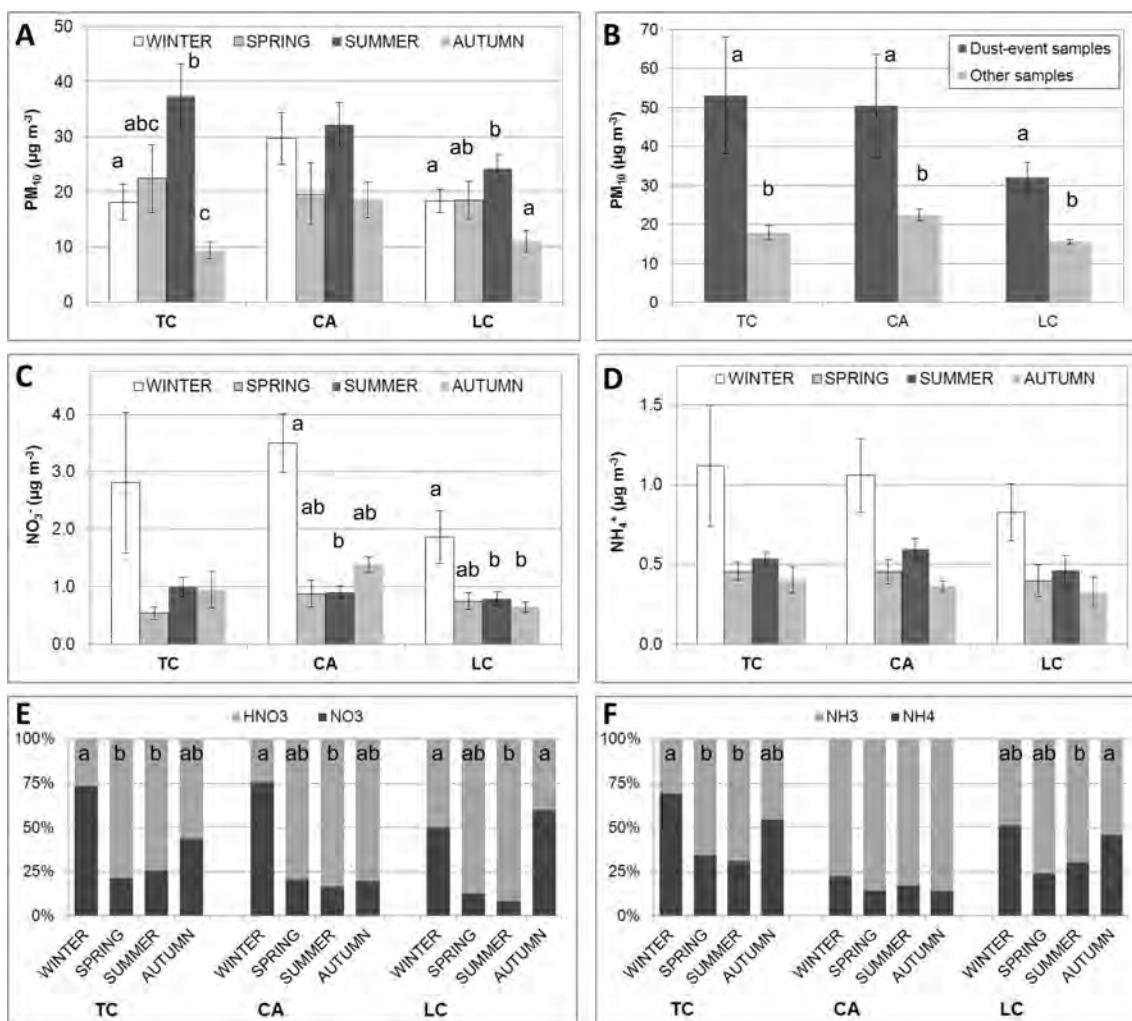 A
PM₁₀ (µg m⁻³)
WINTER SPRING SUMMER AUTUMN
50
40
30
20
10
0
a abc b c
a ab b a
TC CA LC
B
PM₁₀ (µg m⁻³)
Dust-event samples
Other samples
70
60
50
40
30
20
10
0
a b
a b
a b
TC CA LC
C
NO₃⁻ (µg m⁻³)
WINTER SPRING SUMMER AUTUMN
4.0
3.0
2.0
1.0
0.0
a ab b ab
a ab b b
TC CA LC
D
NH₄⁺ (µg m⁻³)
WINTER SPRING SUMMER AUTUMN
1.5
1.0
0.5
0.0
TC CA LC
E
HNO3 NO3
100%
75%
50%
25%
0%
a b b ab
a ab b ab
a ab b a
WINTER SPRING SUMMER AUTUMN
WINTER SPRING SUMMER AUTUMN
WINTER SPRING SUMMER AUTUMN
TC CA LC
F
NH3 NH4
100%
75%
50%
25%
0%
a b b ab
ab ab b a
WINTER SPRING SUMMER AUTUMN
WINTER SPRING SUMMER AUTUMN
WINTER SPRING SUMMER AUTUMN
TC CA LC